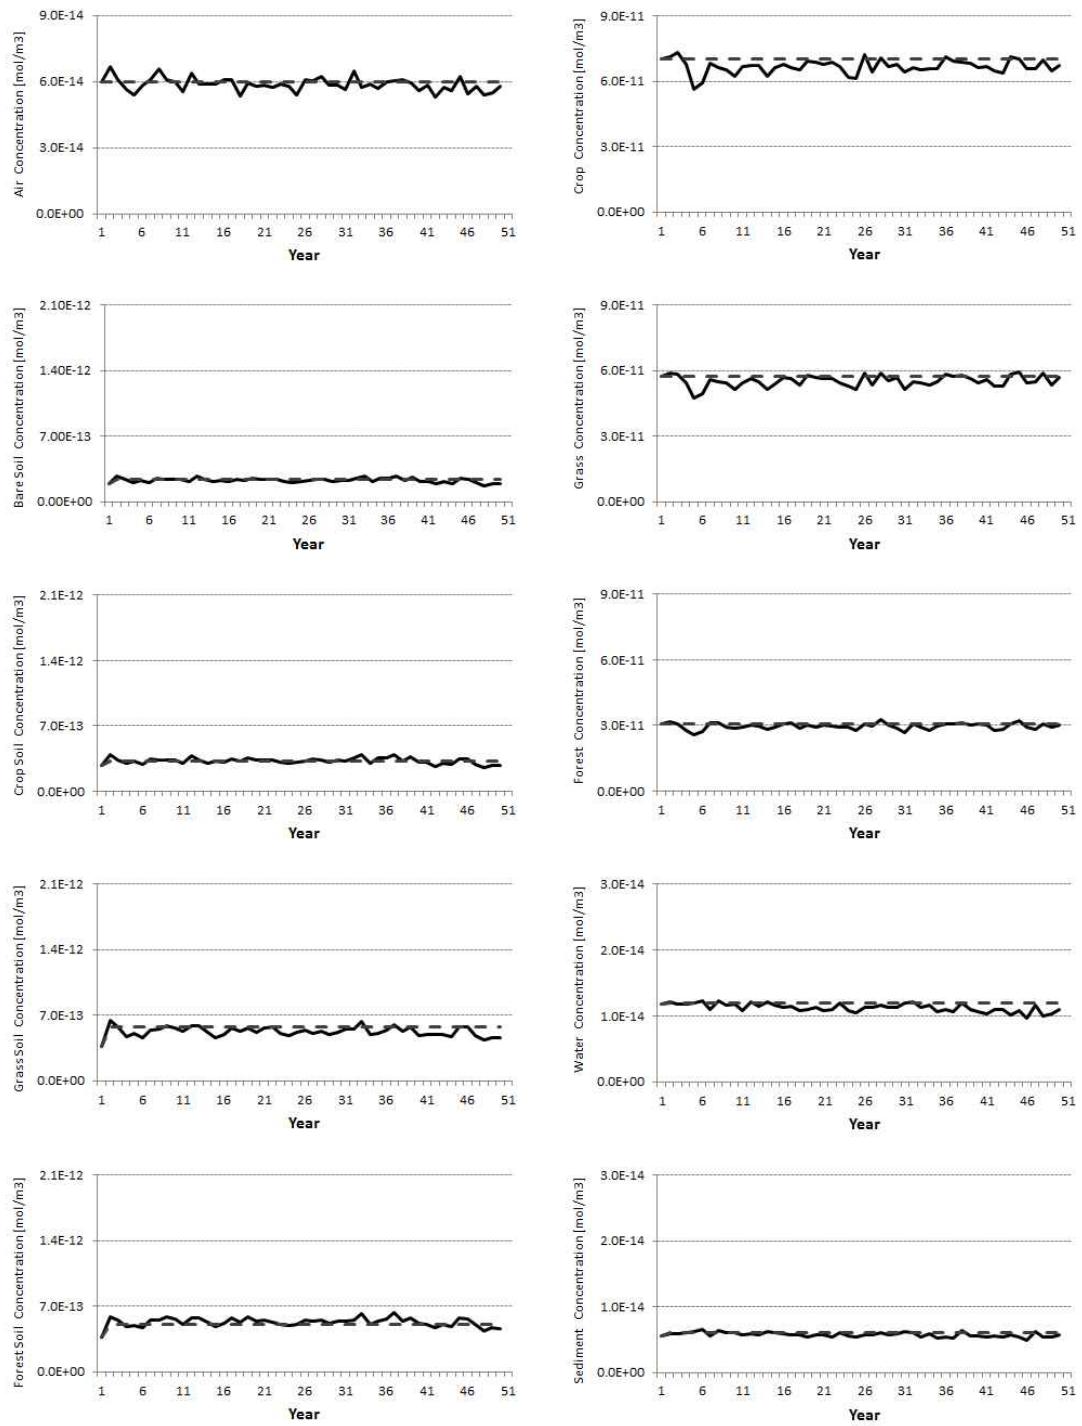 Air Concentration [mol/m3]
9.0E-14
6.0E-14
3.0E-14
0.0E+00
1 6 11 16 21 26 31 36 41 46 51
Year
Crop Concentration [mol/m3]
9.0E-11
6.0E-11
3.0E-11
0.0E+00
1 6 11 16 21 26 31 36 41 46 51
Year
Bare Soil Concentration [mol/m3]
2.10E-12
1.40E-12
7.00E-13
0.00E+00
1 6 11 16 21 26 31 36 41 46 51
Year
Grass Concentration [mol/m3]
9.0E-11
6.0E-11
3.0E-11
0.0E+00
1 6 11 16 21 26 31 36 41 46 51
Year
Crop Soil Concentration [mol/m3]
2.1E-12
1.4E-12
7.0E-13
0.0E+00
1 6 11 16 21 26 31 36 41 46 51
Year
Forest Concentration [mol/m3]
9.0E-11
6.0E-11
3.0E-11
0.0E+00
1 6 11 16 21 26 31 36 41 46 51
Year
Grass Soil Concentration [mol/m3]
2.1E-12
1.4E-12
7.0E-13
0.0E+00
1 6 11 16 21 26 31 36 41 46 51
Year
Water Concentration [mol/m3]
3.0E-14
2.0E-14
1.0E-14
0.0E+00
1 6 11 16 21 26 31 36 41 46 51
Year
Forest Soil Concentration [mol/m3]
2.1E-12
1.4E-12
7.0E-13
0.0E+00
1 6 11 16 21 26 31 36 41 46 51
Year
Sediment Concentration [mol/m3]
3.0E-14
2.0E-14
1.0E-14
0.0E+00
1 6 11 16 21 26 31 36 41 46 51
Year